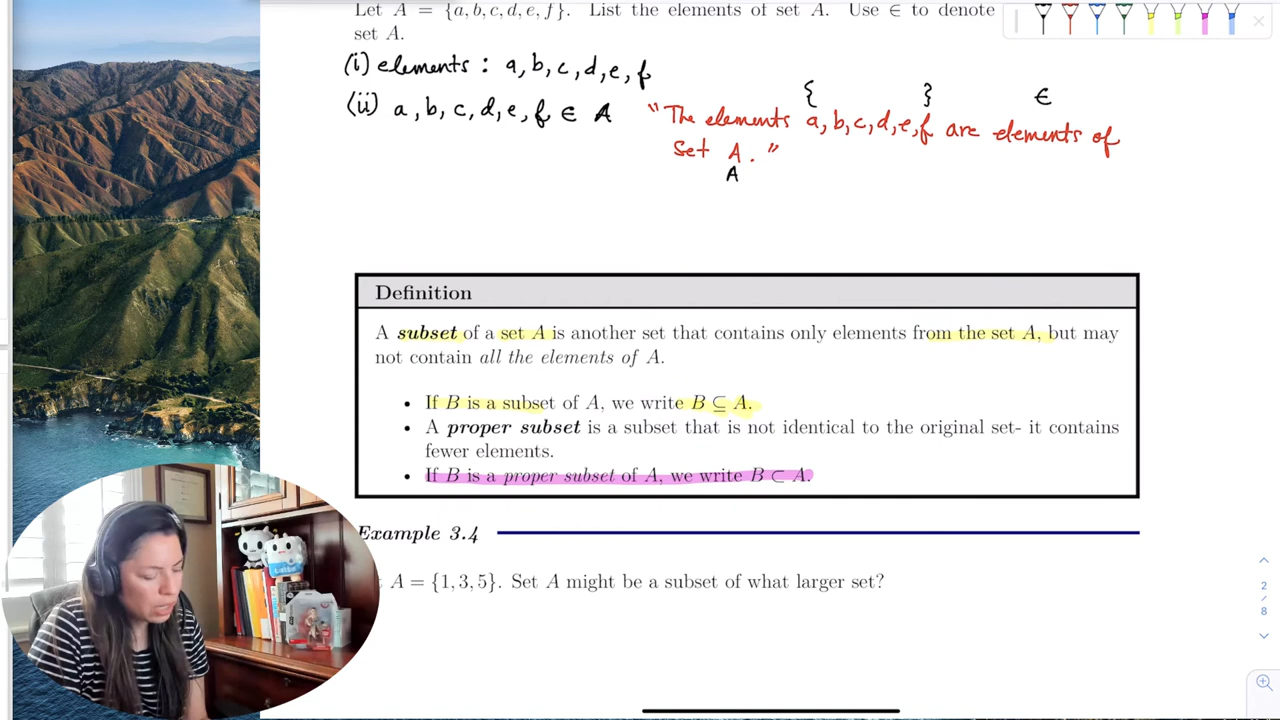 Let A = {a, b, c, d, e, f}. List the elements of set A. Use ∈ to denote
set A.
(i) elements : a, b, c, d, e, f
(ii) a, b, c, d, e, f ∈ A
{ } ∈
"The elements a, b, c, d, e, f are elements of
Set A."
A
Definition
A subset of a set A is another set that contains only elements from the set A, but may
not contain all the elements of A.
• If B is a subset of A, we write B ⊆ A.
• A proper subset is a subset that is not identical to the original set- it contains
fewer elements.
• If B is a proper subset of A, we write B ⊂ A.
Example 3.4
A = {1, 3, 5}. Set A might be a subset of what larger set?
2
/
8